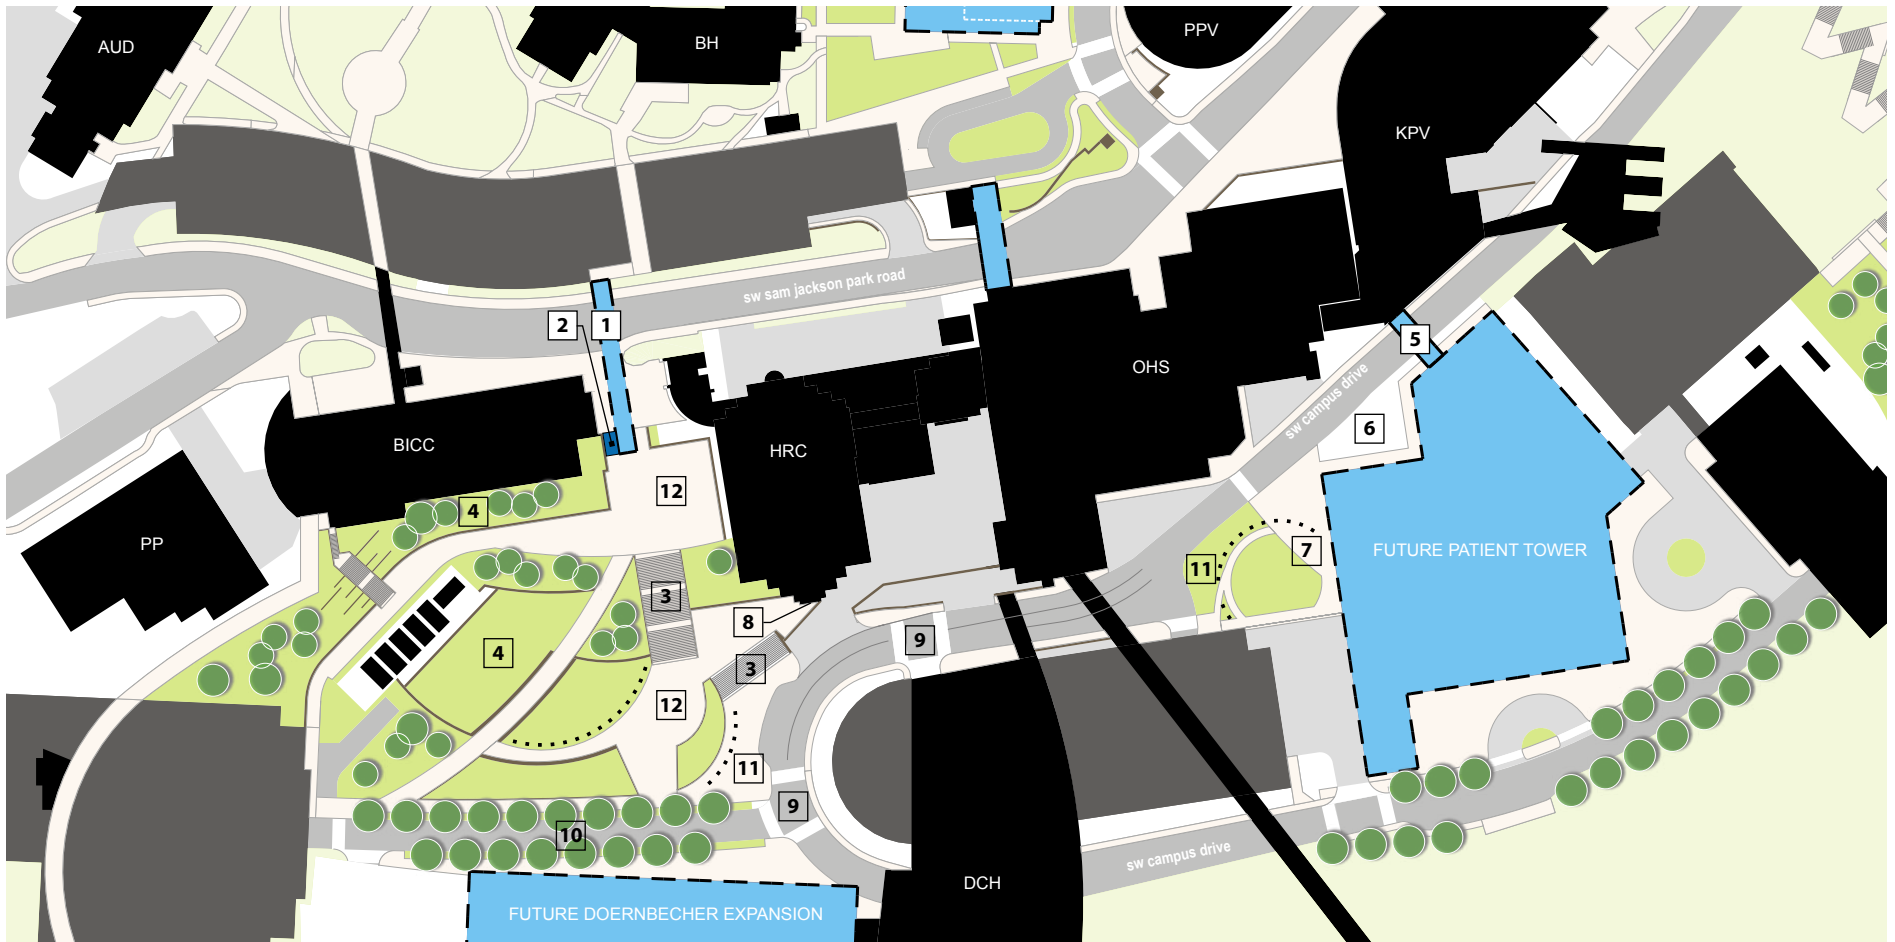 AUD
BH
PPV
KPV
sw sam jackson park road
2
1
5
OHS
sw campus drive
6
BICC
HRC
12
4
PP
FUTURE PATIENT TOWER
7
11
3
8
9
4
3
12
11
9
10
sw campus drive
DCH
FUTURE DOERNBECHER EXPANSION